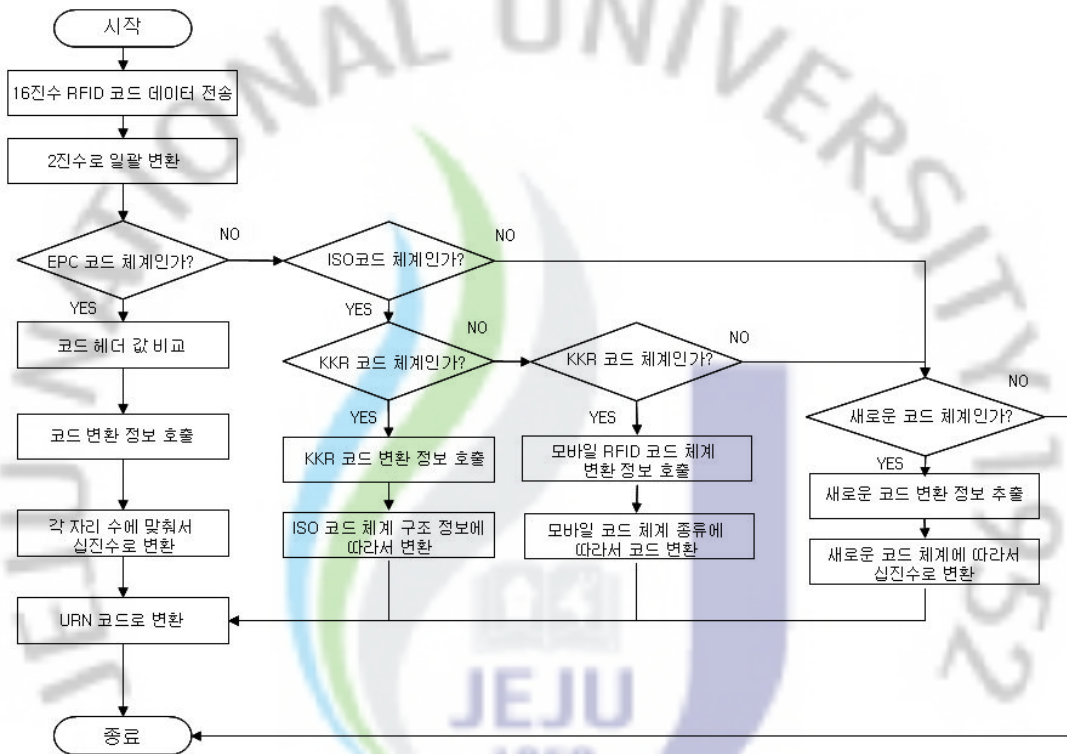 시작
16진수 RFID 코드 데이터 전송
2진수로 일괄 변환
EPC 코드 체계인가?
NO
YES
코드 헤더 값 비교
코드 변환 정보 호출
각 자리 수에 맞춰서
십진수로 변환
URN 코드로 변환
종료
ISO코드 체계인가?
NO
YES
KKR 코드 체계인가?
NO
YES
KKR 코드 변환 정보 호출
ISO 코드 체계 구조 정보에
따라서 변환
KKR 코드 체계인가?
NO
YES
모바일 RFID 코드 체계
변환 정보 호출
모바일 코드 체계 종류에
따라서 코드 변환
새로운 코드 체계인가?
NO
YES
새로운 코드 변환 정보 추출
새로운 코드 체계에 따라서
십진수로 변환
JEJU NATIONAL UNIVERSITY 1952
JEJU
1952